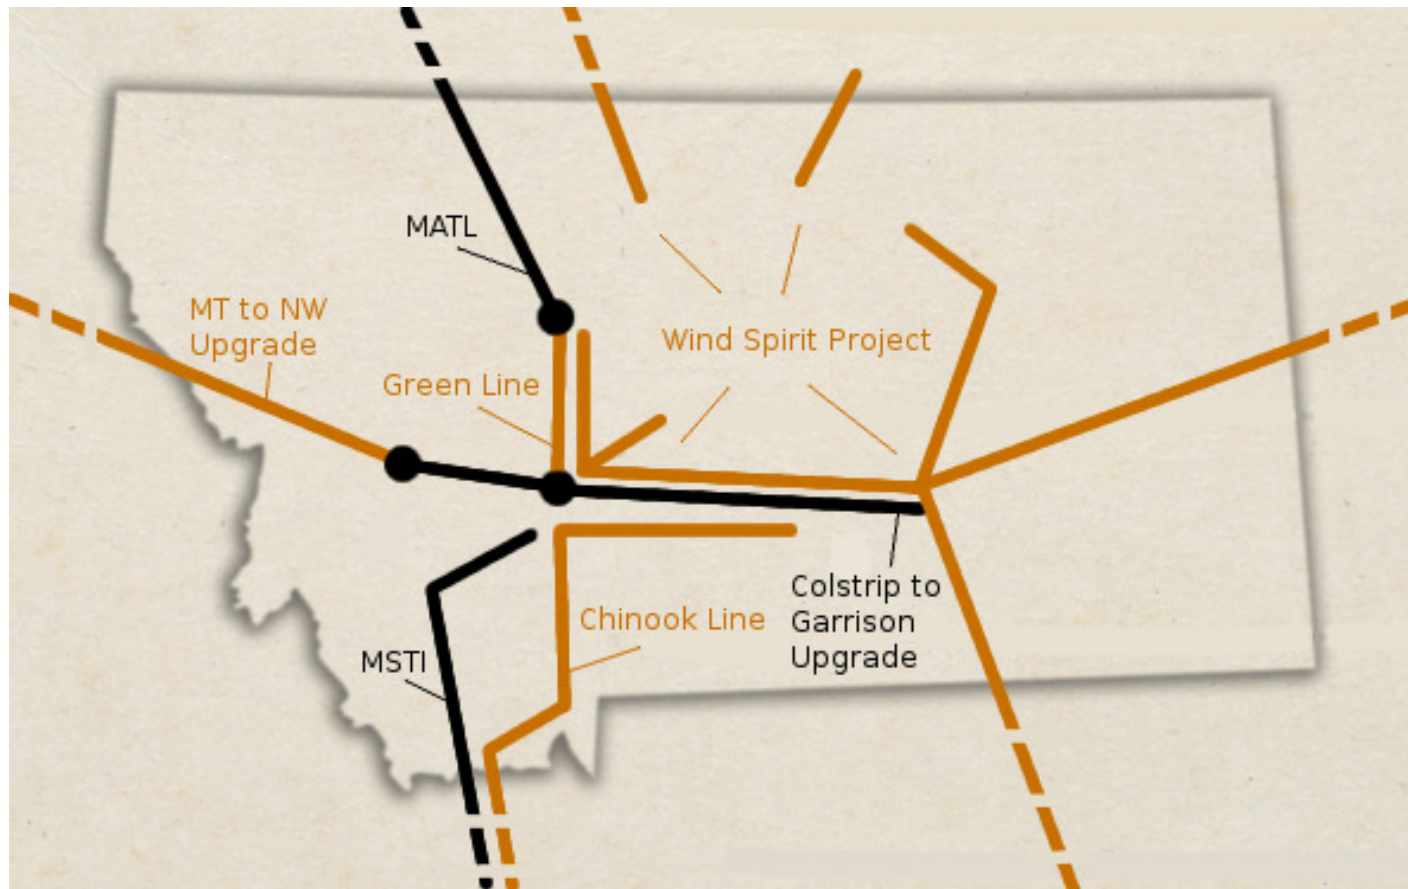 MATL
MT to NW
Upgrade
Wind Spirit Project
Green Line
Colstrip to
Garrison
Upgrade
Chinook Line
MSTI